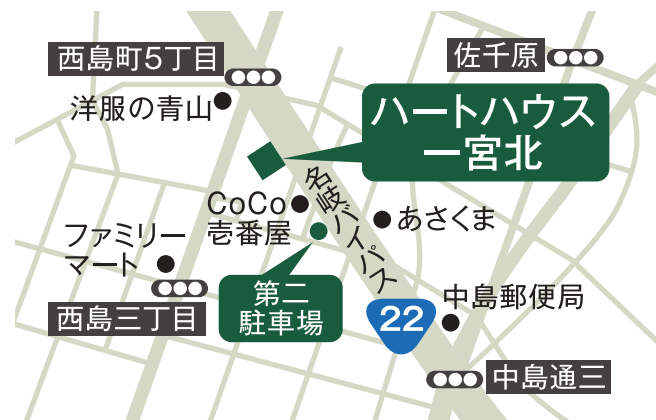 西島町5丁目
佐千原
洋服の青山
ハートハウス
一宮北
名岐バイパス
CoCo
壱番屋
あさくま
ファミリー
マート
第二
駐車場
西島三丁目
22
中島郵便局
中島通三